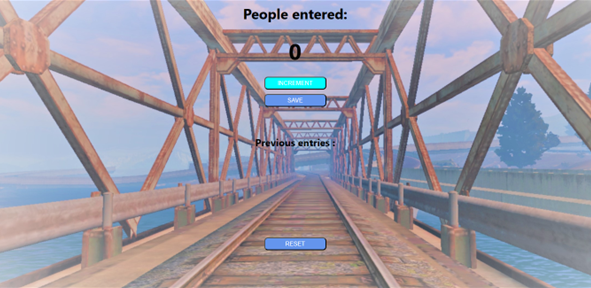 People entered:
0
INCREMENT
SAVE
Previous entries :
RESET